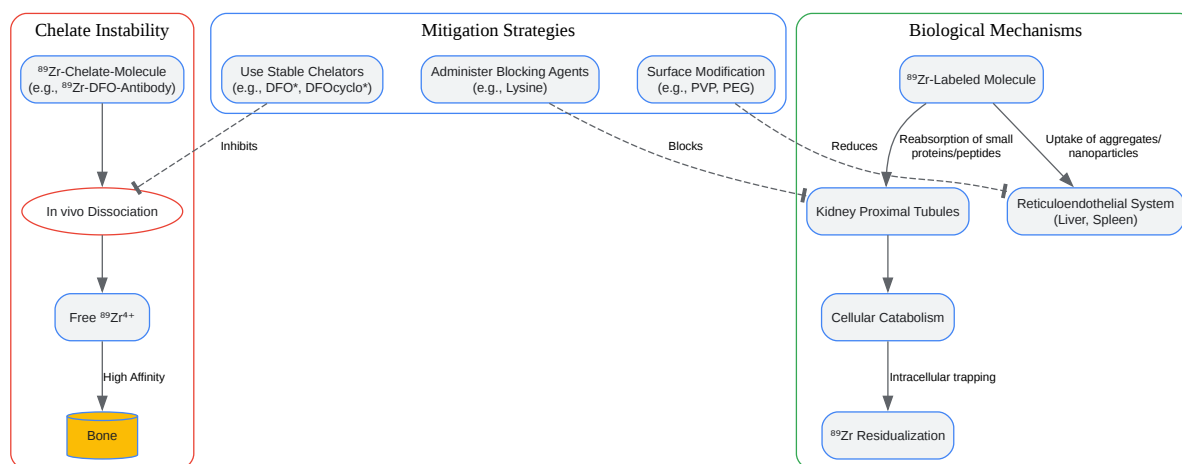 Chelate Instability
⁸⁹Zr-Chelate-Molecule
(e.g., ⁸⁹Zr-DFO-Antibody)
In vivo Dissociation
Free ⁸⁹Zr⁴⁺
High Affinity
Bone
Mitigation Strategies
Use Stable Chelators
(e.g., DFO*, DFOcyclo*)
Administer Blocking Agents
(e.g., Lysine)
Surface Modification
(e.g., PVP, PEG)
Inhibits
Blocks
Reduces
Biological Mechanisms
⁸⁹Zr-Labeled Molecule
Reabsorption of small
proteins/peptides
Uptake of aggregates/
nanoparticles
Kidney Proximal Tubules
Reticuloendothelial System
(Liver, Spleen)
Cellular Catabolism
Intracellular trapping
⁸⁹Zr Residualization